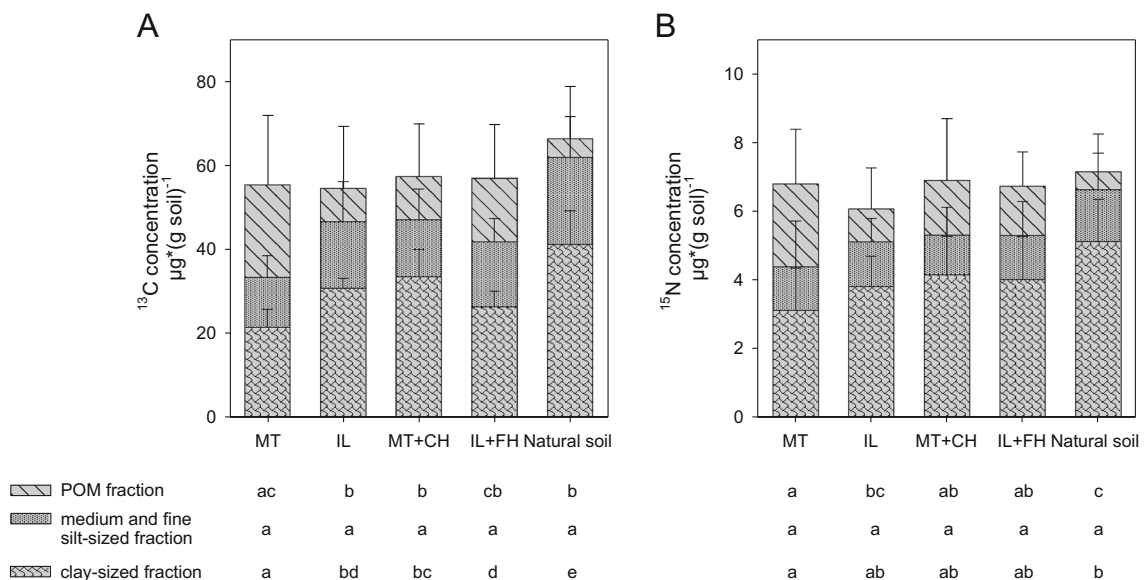 A
B
¹³C concentration
µg*(g soil)⁻¹
80
60
40
20
0
MT IL MT+CH IL+FH Natural soil
¹⁵N concentration
µg*(g soil)⁻¹
10
8
6
4
2
0
MT IL MT+CH IL+FH Natural soil
POM fraction ac b b cb b a bc ab ab c
medium and fine
silt-sized fraction a a a a a a a a a a
clay-sized fraction a bd bc d e a ab ab ab b